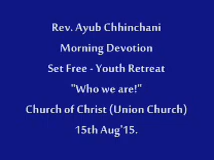 Rev. Ayub Chhinchani
Morning Devotion
Set Free - Youth Retreat
"Who we are!"
Church of Christ (Union Church)
15th Aug'15.